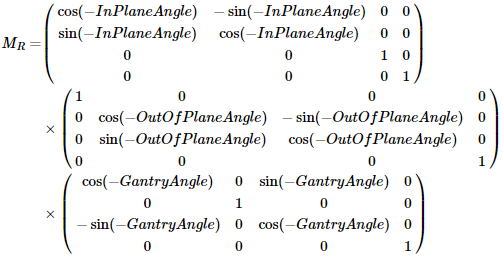 cos(−InPlaneAngle) − sin(−InPlaneAngle) 0 0
M_R = sin(−InPlaneAngle) cos(−InPlaneAngle) 0 0
0 0 1 0
0 0 0 1
1 0 0 0
× 0 cos(−OutOfPlaneAngle) − sin(−OutOfPlaneAngle) 0
0 sin(−OutOfPlaneAngle) cos(−OutOfPlaneAngle) 0
0 0 0 1
cos(−GantryAngle) 0 sin(−GantryAngle) 0
× 0 1 0 0
− sin(−GantryAngle) 0 cos(−GantryAngle) 0
0 0 0 1